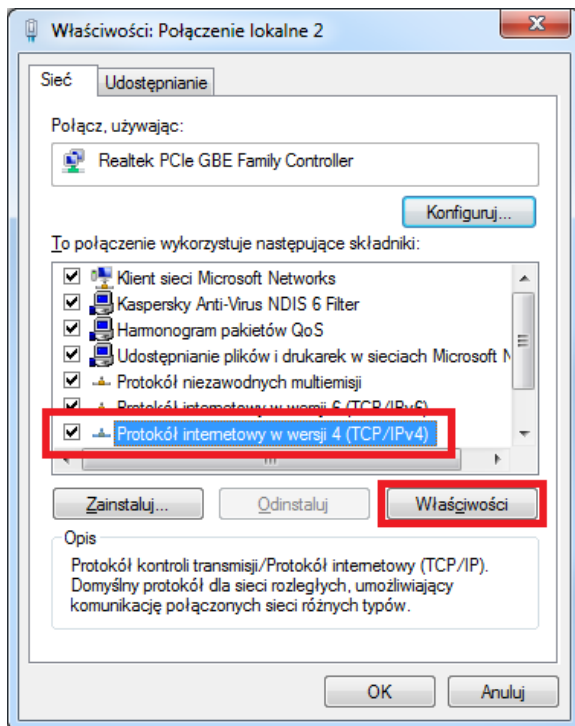 Właściwości: Połączenie lokalne 2
Sieć
Udostępnianie
Połącz, używając:
Realtek PCIe GBE Family Controller
Konfiguruj...
To połączenie wykorzystuje następujące składniki:
Klient sieci Microsoft Networks
Kaspersky Anti-Virus NDIS 6 Filter
Harmonogram pakietów QoS
Udostępnianie plików i drukarek w sieciach Microsoft N
Protokół niezawodnych multiemisji
Protokół internetowy w wersji 6 (TCP/IPv6)
Protokół internetowy w wersji 4 (TCP/IPv4)
Zainstaluj...
Odinstaluj
Właściwości
Opis
Protokół kontroli transmisji/Protokół internetowy (TCP/IP).
Domyślny protokół dla sieci rozległych, umożliwiający
komunikację połączonych sieci różnych typów.
OK
Anuluj